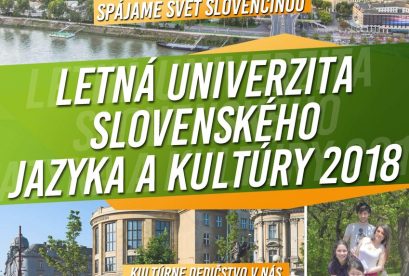 SPÁJAME SVET SLOVENČINOU
LETNÁ UNIVERZITA
SLOVENSKÉHO
JAZYKA A KULTÚRY 2018
KULTÚRNE DEDIČSTVO V NÁS